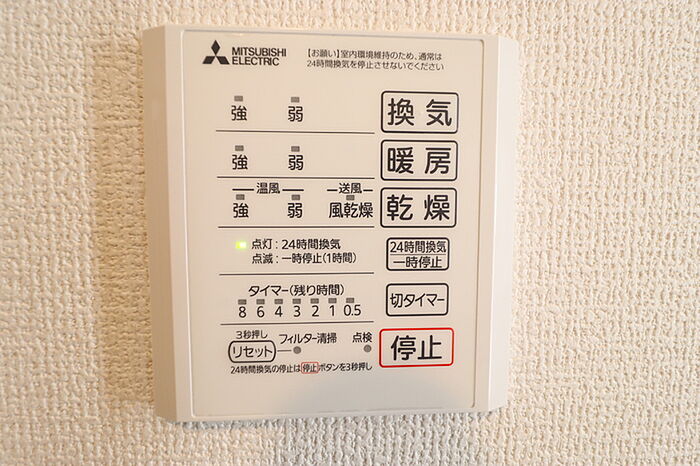 MITSUBISHI
ELECTRIC
【お願い】室内環境維持のため、通常は
24時間換気を停止させないでください
強 弱 換気
強 弱 暖房
温風 送風
強 弱 風乾燥 乾燥
点灯:24時間換気
点滅:一時停止(1時間)
24時間換気
一時停止
タイマー(残り時間)
8 6 4 3 2 1 0.5
切タイマー
3秒押し
リセット フィルター清掃 点検
停止
24時間換気の停止は停止ボタンを3秒押し